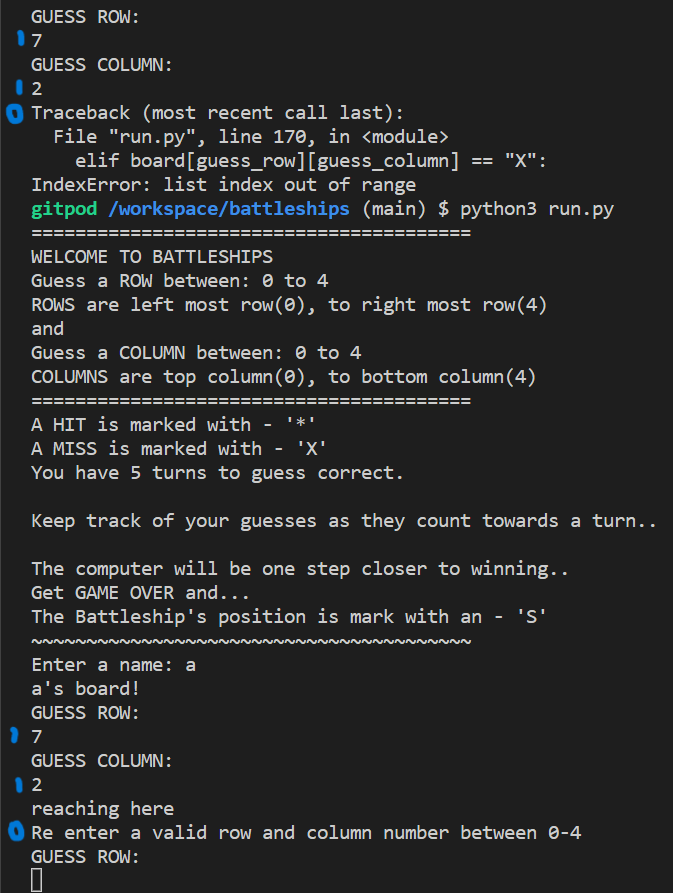 GUESS ROW:
7
GUESS COLUMN:
2
Traceback (most recent call last):
  File "run.py", line 170, in <module>
    elif board[guess_row][guess_column] == "X":
IndexError: list index out of range
gitpod /workspace/battleships (main) $ python3 run.py
========================================
WELCOME TO BATTLESHIPS
Guess a ROW between: 0 to 4
ROWS are left most row(0), to right most row(4)
and
Guess a COLUMN between: 0 to 4
COLUMNS are top column(0), to bottom column(4)
========================================
A HIT is marked with - '*'
A MISS is marked with - 'X'
You have 5 turns to guess correct.

Keep track of your guesses as they count towards a turn..

The computer will be one step closer to winning..
Get GAME OVER and...
The Battleship's position is mark with an - 'S'
~~~~~~~~~~~~~~~~~~~~~~~~~~~~~~~~~~~~~~~~
Enter a name: a
a's board!
GUESS ROW:
7
GUESS COLUMN:
2
reaching here
Re enter a valid row and column number between 0-4
GUESS ROW: